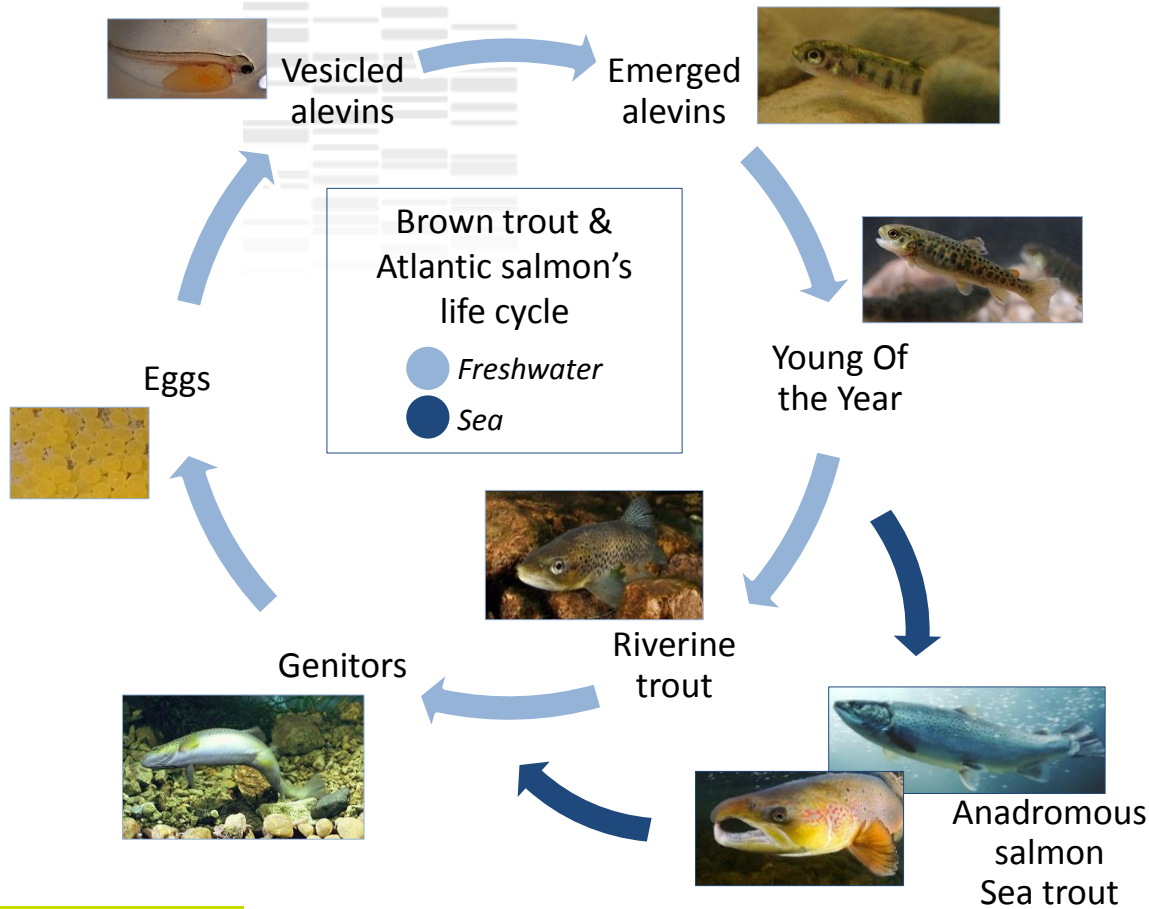 Vesicled
alevins
Emerged
alevins
Brown trout &
Atlantic salmon's
life cycle
Freshwater
Sea
Young Of
the Year
Eggs
Riverine
trout
Genitors
Anadromous
salmon
Sea trout